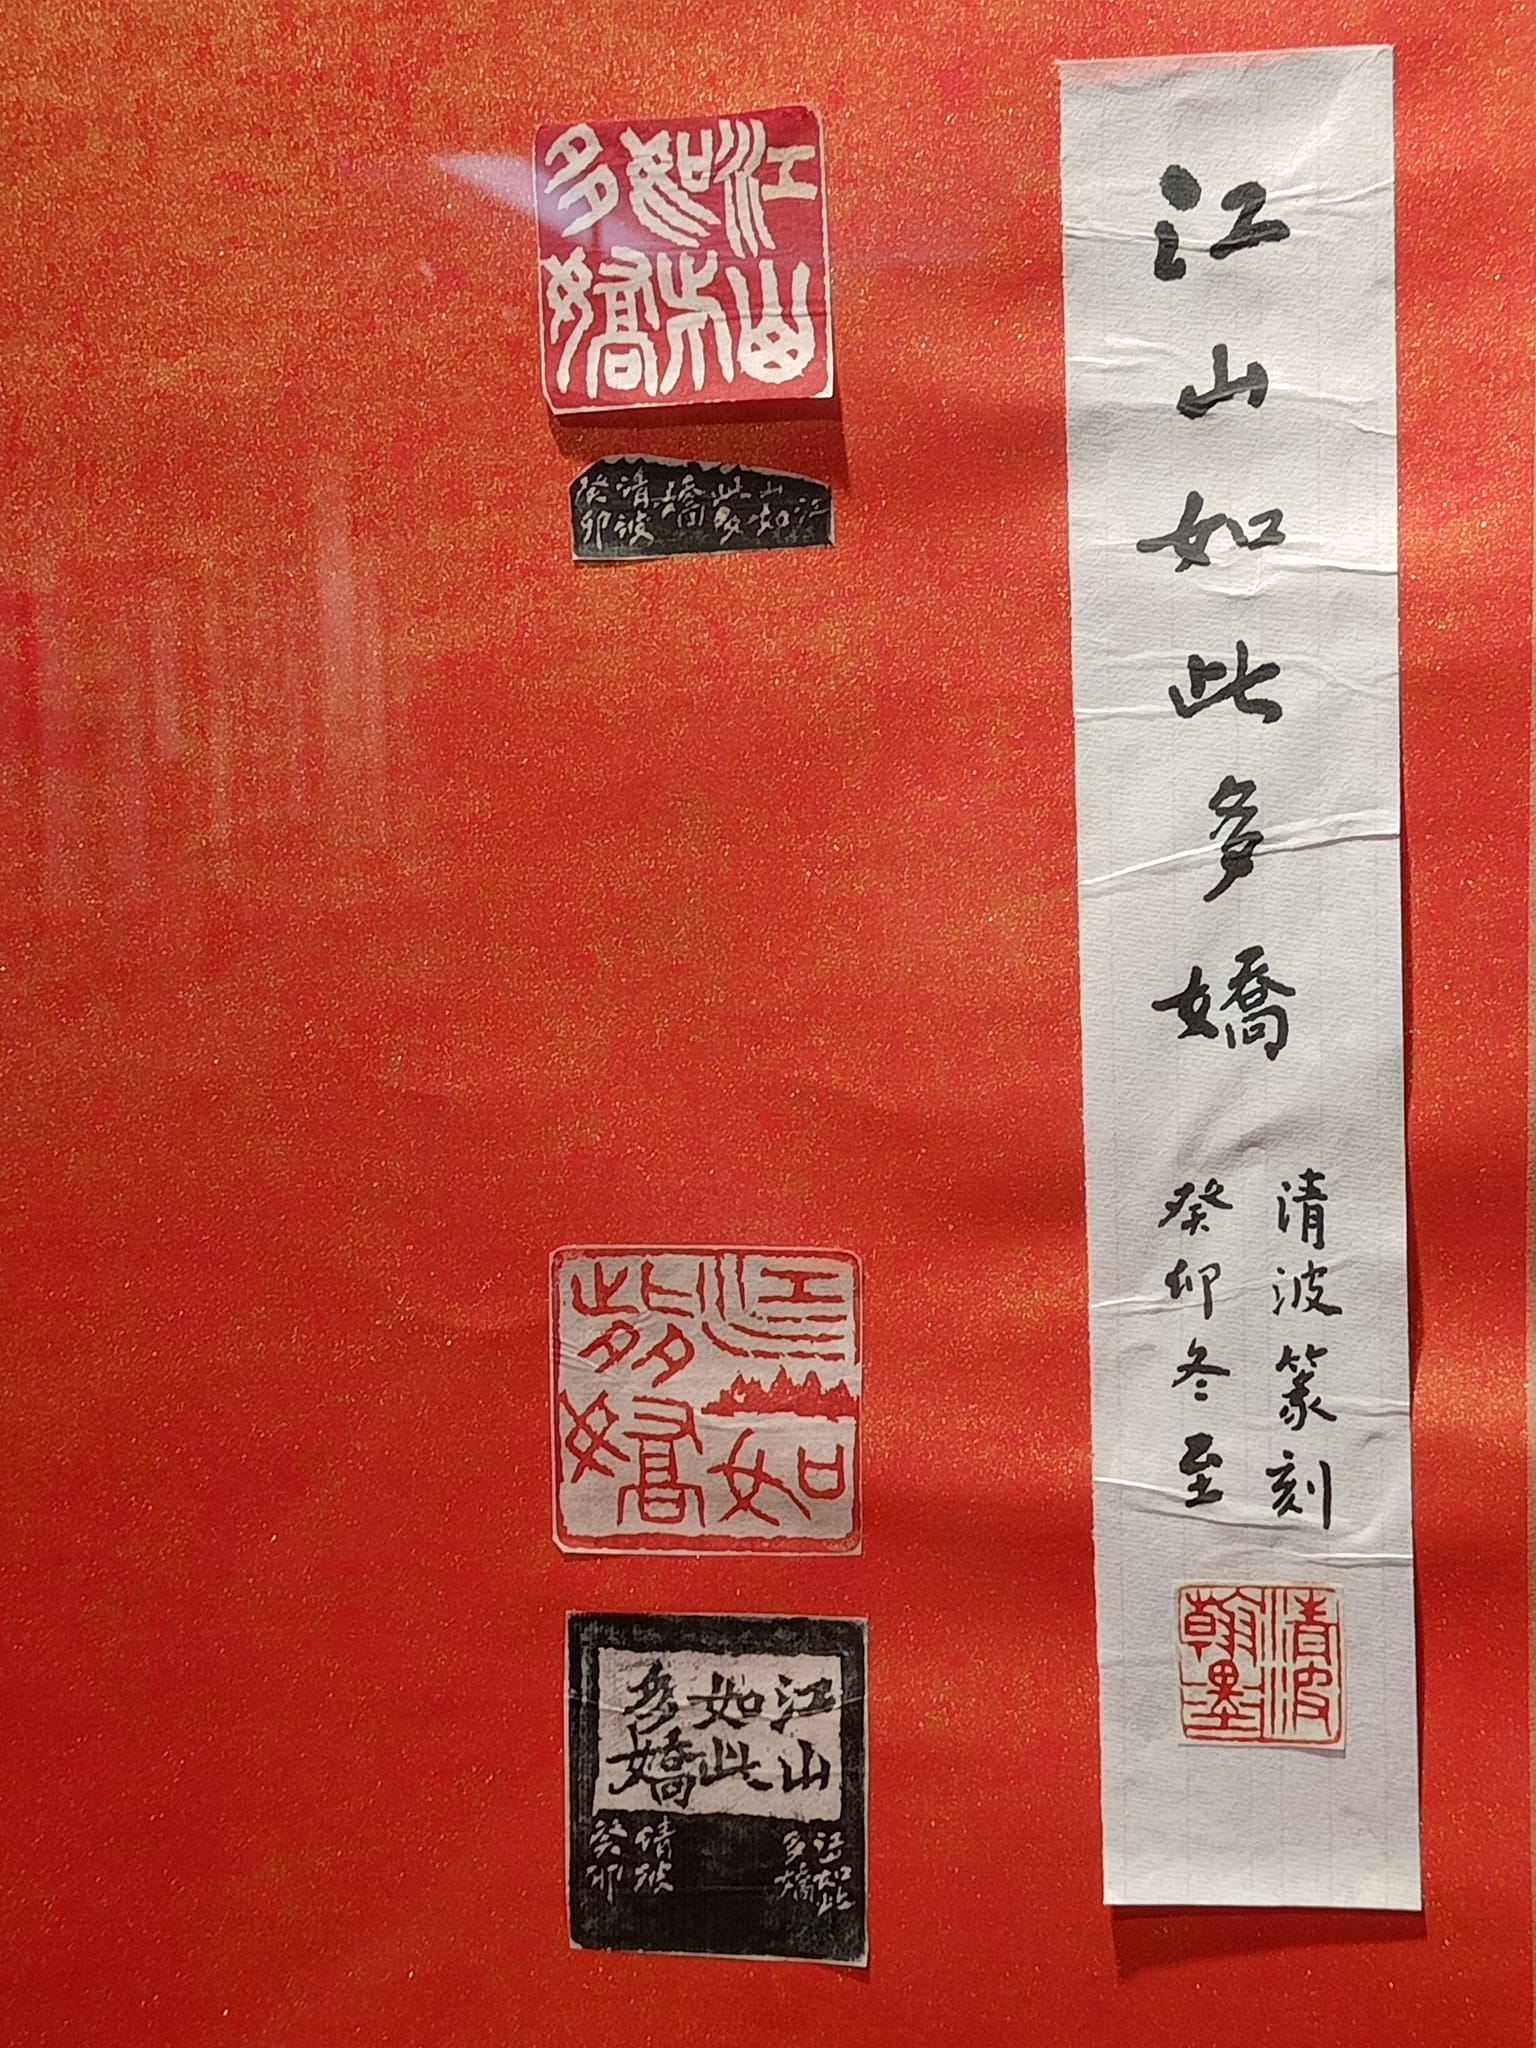 江山如此多嬌
清波篆刻
癸卯冬至
清波
翰墨
江山
如此
多嬌
江
山如
此多
嬌
清波
癸卯
江山如
此多
嬌
江山
如此
多嬌
江山如此
多嬌
清波
癸卯